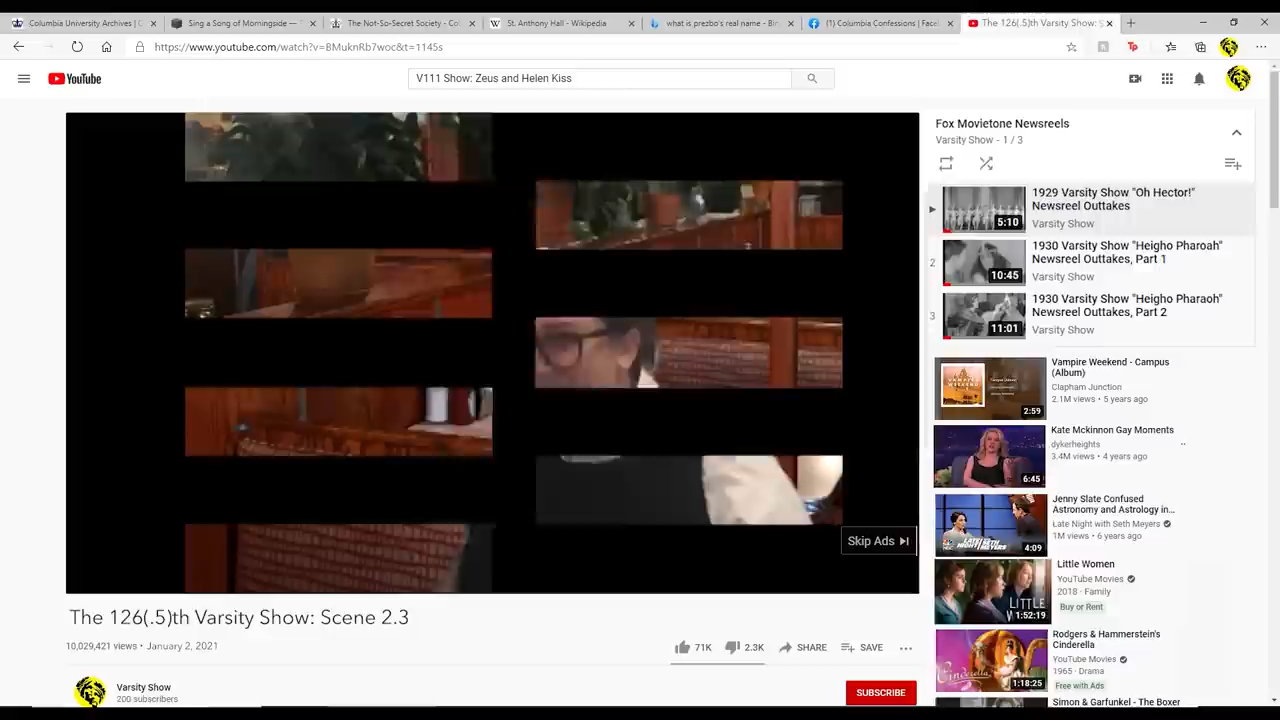 Columbia University Archives | C
Sing a Song of Morningside —
The Not-So-Secret Society - Col
St. Anthony Hall - Wikipedia
what is prezbo's real name - Bin
(1) Columbia Confessions | Facel
The 126(.5)th Varsity Show: S
https://www.youtube.com/watch?v=BMuknRb7woc&t=1145s
YouTube
V111 Show: Zeus and Helen Kiss
Fox Movietone Newsreels
Varsity Show - 1 / 3
1929 Varsity Show "Oh Hector!"
Newsreel Outtakes
Varsity Show
5:10
2
1930 Varsity Show "Heigho Pharoah"
Newsreel Outtakes, Part 1
Varsity Show
10:45
3
1930 Varsity Show "Heigho Pharaoh"
Newsreel Outtakes, Part 2
Varsity Show
11:01
Vampire Weekend - Campus
(Album)
Clapham Junction
2.1M views • 5 years ago
2:59
Kate Mckinnon Gay Moments
dykerheights
3.4M views • 4 years ago
6:45
Jenny Slate Confused
Astronomy and Astrology in...
Late Night with Seth Meyers
1M views • 6 years ago
4:09
Little Women
YouTube Movies
2018 · Family
Buy or Rent
LITTLE
1:52:19
Rodgers & Hammerstein's
Cinderella
YouTube Movies
1965 · Drama
Free with Ads
Cinderella
1:18:25
Simon & Garfunkel - The Boxer
Skip Ads
The 126(.5)th Varsity Show: Scene 2.3
10,029,421 views • January 2, 2021
71K
2.3K
SHARE
SAVE
Varsity Show
200 subscribers
SUBSCRIBE